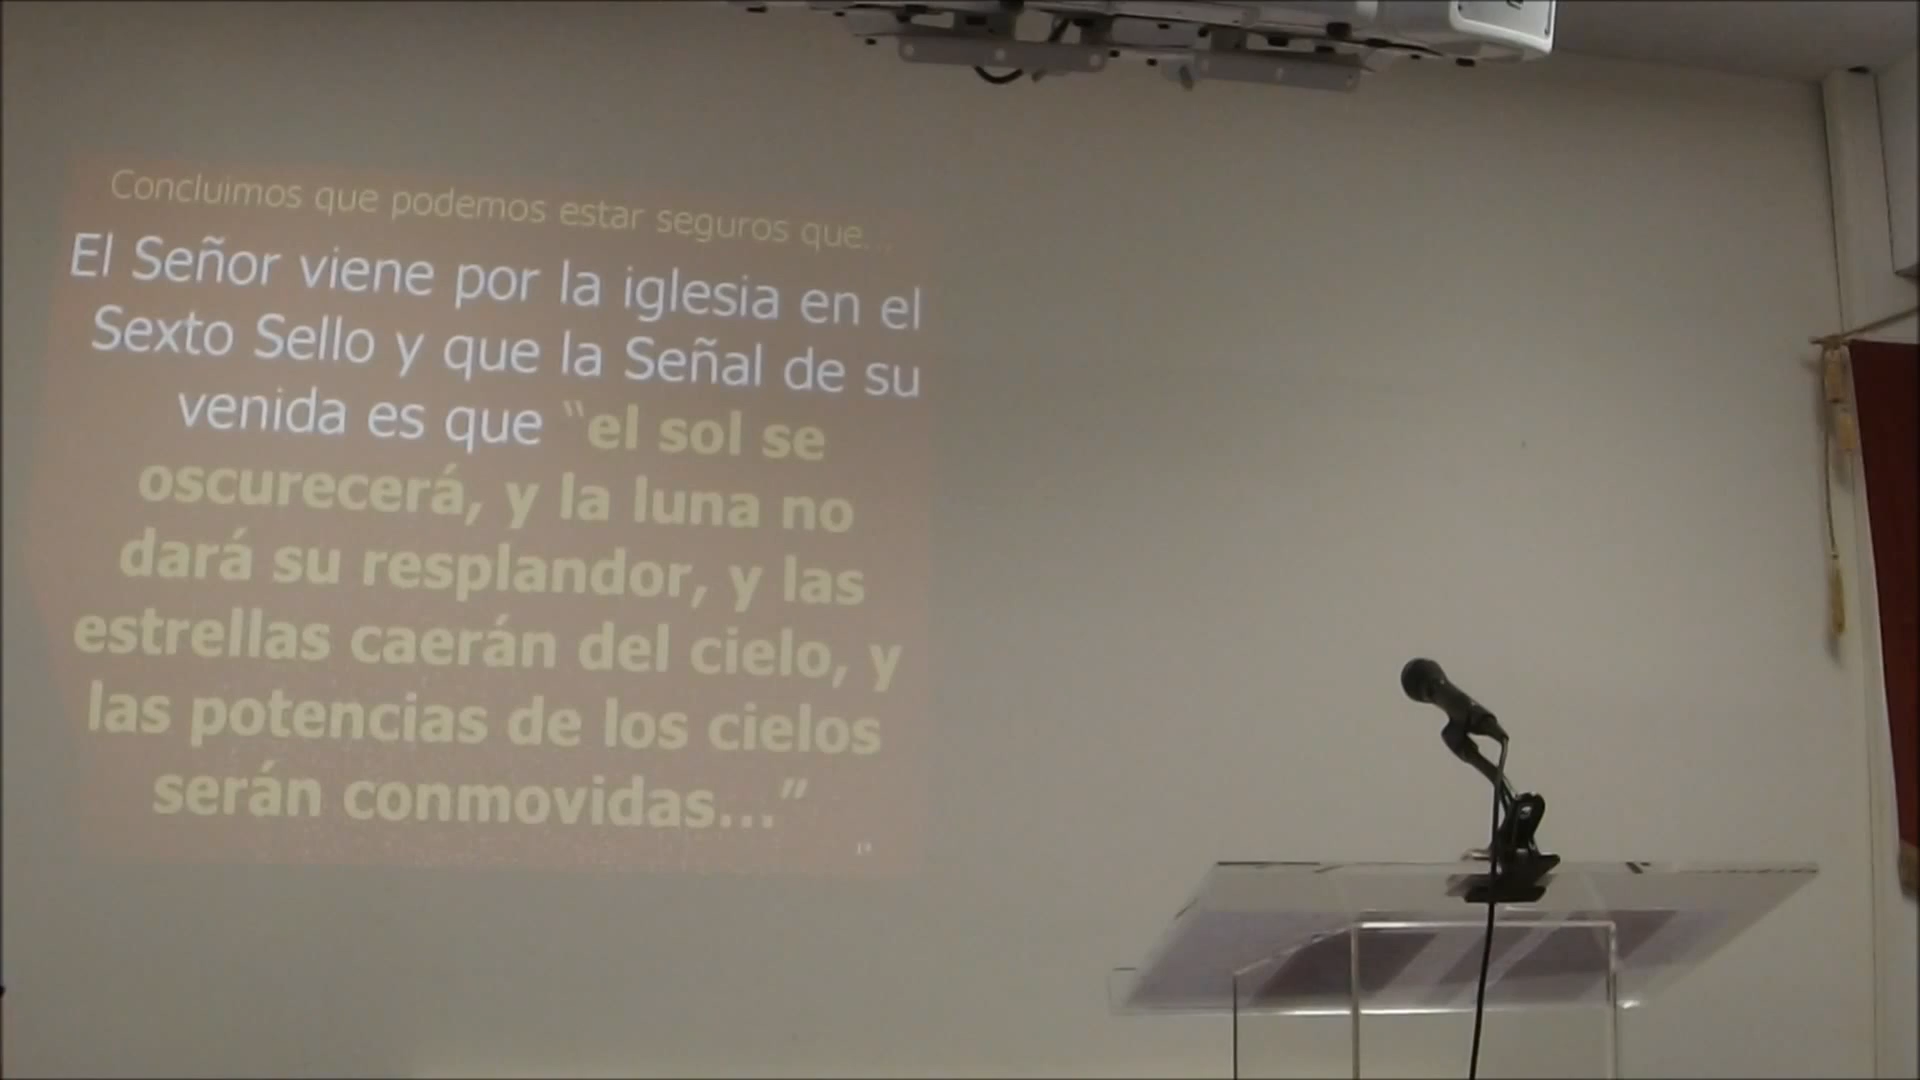 Concluimos que podemos estar seguros que...
El Señor viene por la iglesia en el
Sexto Sello y que la Señal de su
venida es que “el sol se
oscurecerá, y la luna no
dará su resplandor, y las
estrellas caerán del cielo, y
las potencias de los cielos
serán conmovidas...”